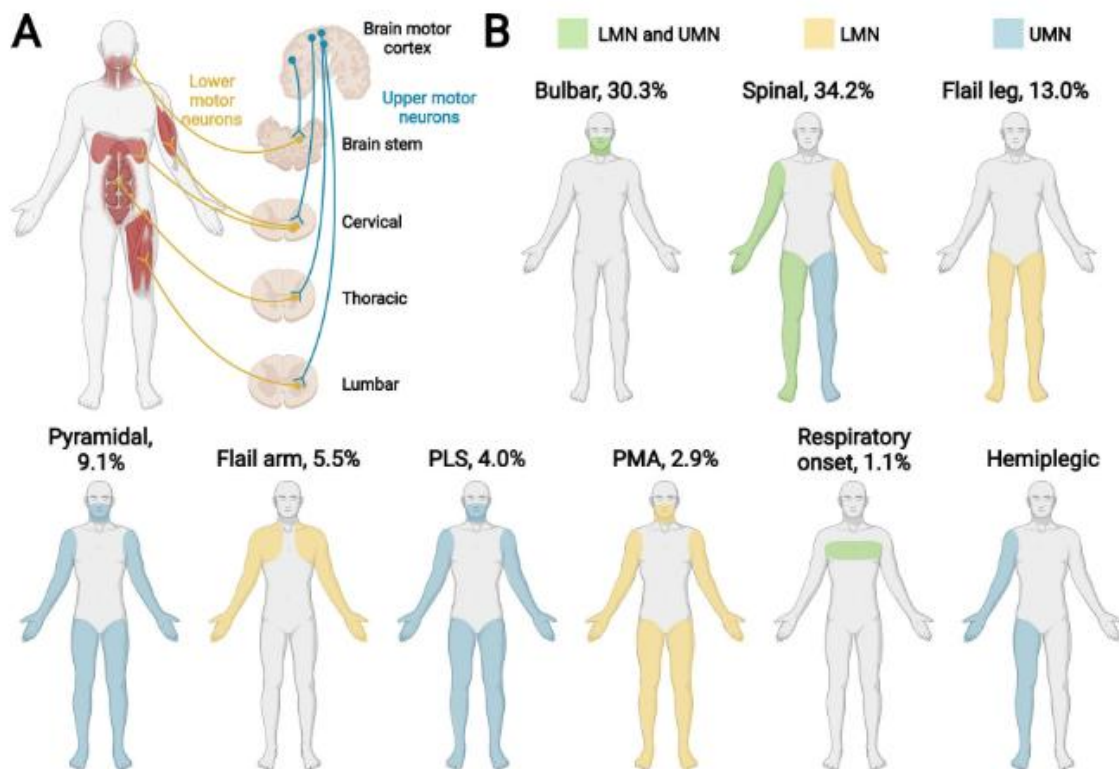 A
Brain motor
cortex
Lower
motor
neurons
Upper motor
neurons
Brain stem
Cervical
Thoracic
Lumbar
B
LMN and UMN
LMN
UMN
Bulbar, 30.3%
Spinal, 34.2%
Flail leg, 13.0%
Pyramidal,
9.1%
Flail arm, 5.5%
PLS, 4.0%
PMA, 2.9%
Respiratory
onset, 1.1%
Hemiplegic